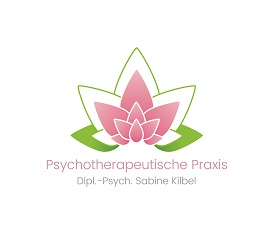 Psychotherapeutische Praxis
Dipl.-Psych. Sabine Kilbel